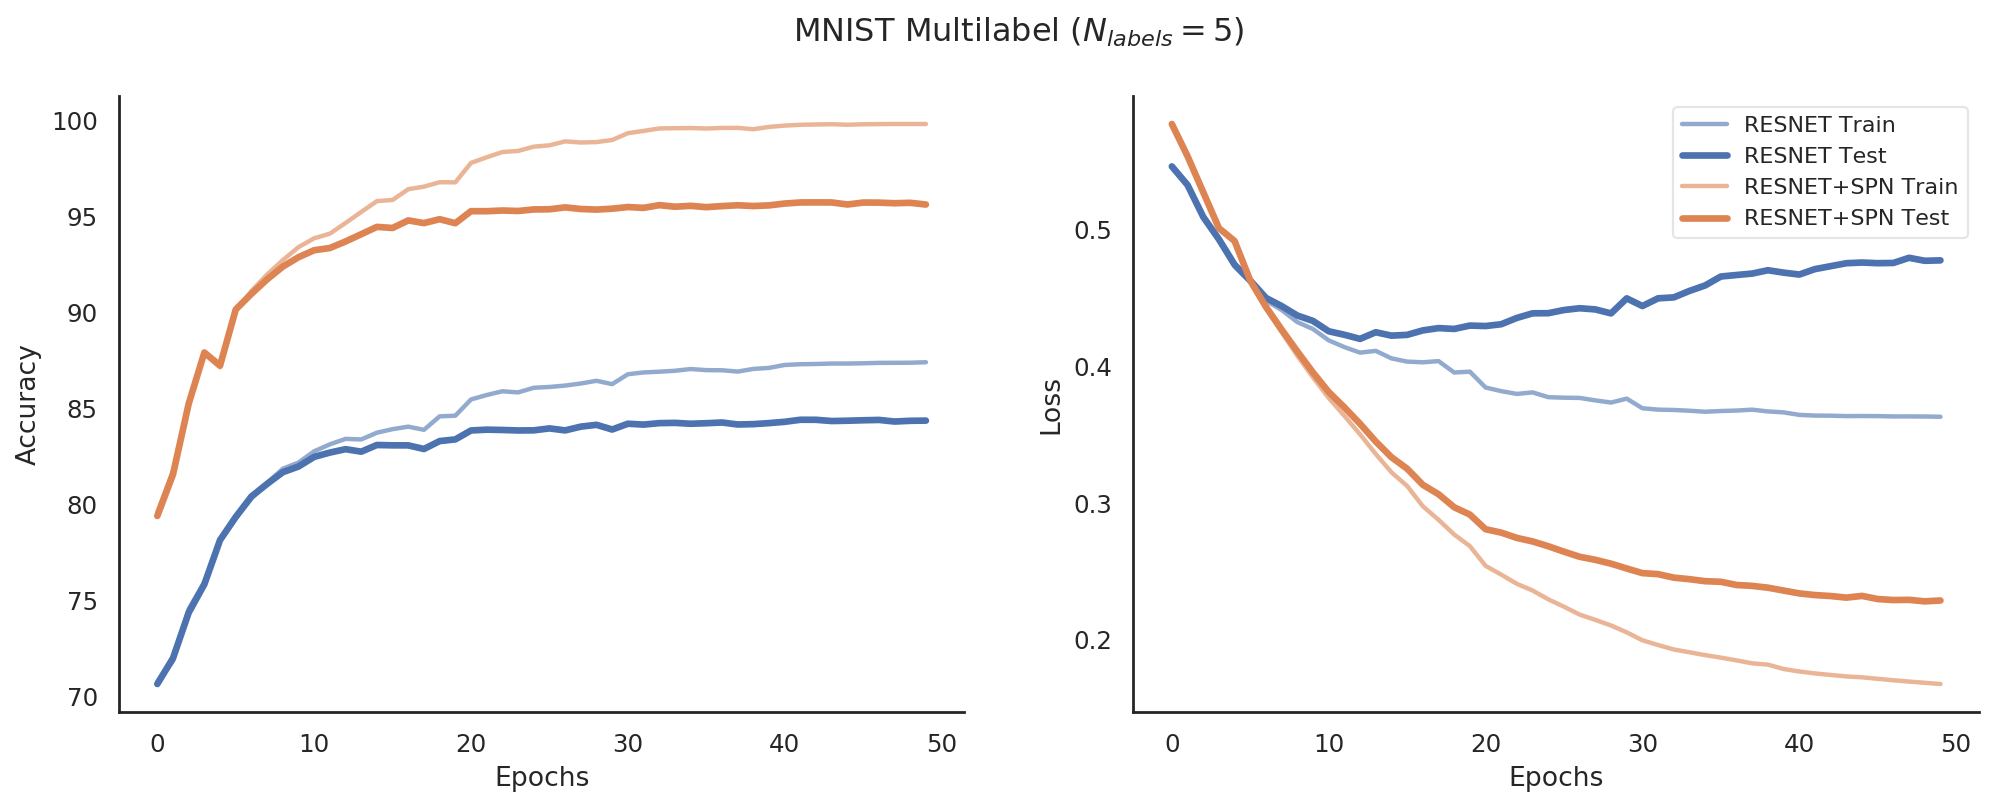 MNIST Multilabel (N_labels = 5)
Accuracy
100
95
90
85
80
75
70
0 10 20 30 40 50
Epochs
Loss
0.5
0.4
0.3
0.2
0 10 20 30 40 50
Epochs
RESNET Train
RESNET Test
RESNET+SPN Train
RESNET+SPN Test